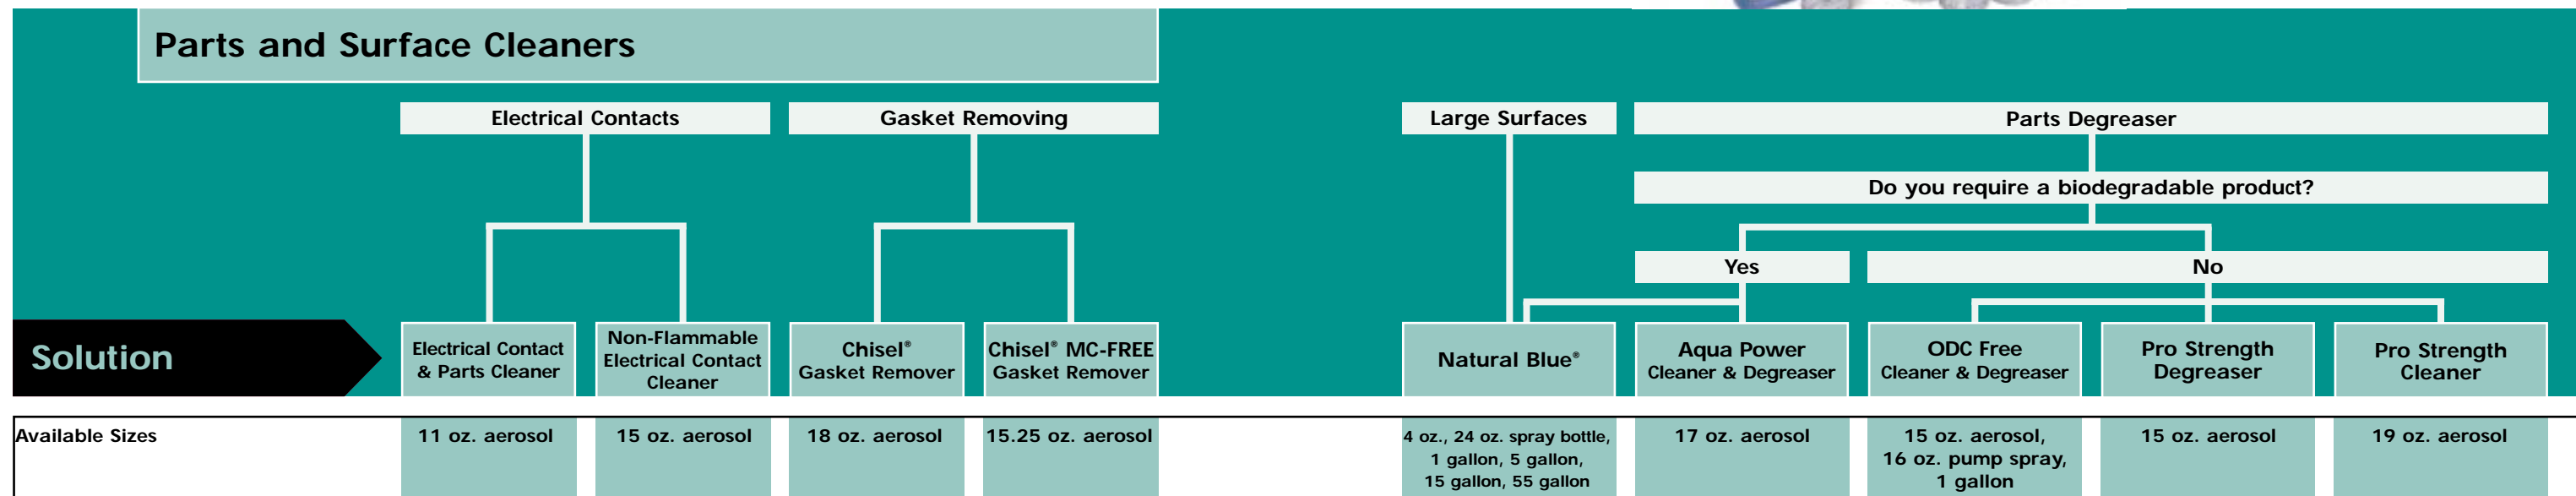 Parts and Surface Cleaners
Electrical Contacts
Gasket Removing
Large Surfaces
Parts Degreaser
Do you require a biodegradable product?
Yes
No
Solution
Electrical Contact
& Parts Cleaner
Non-Flammable
Electrical Contact
Cleaner
Chisel®
Gasket Remover
Chisel® MC-FREE
Gasket Remover
Natural Blue®
Aqua Power
Cleaner & Degreaser
ODC Free
Cleaner & Degreaser
Pro Strength
Degreaser
Pro Strength
Cleaner
Available Sizes
11 oz. aerosol
15 oz. aerosol
18 oz. aerosol
15.25 oz. aerosol
4 oz., 24 oz. spray bottle,
1 gallon, 5 gallon,
15 gallon, 55 gallon
17 oz. aerosol
15 oz. aerosol,
16 oz. pump spray,
1 gallon
15 oz. aerosol
19 oz. aerosol